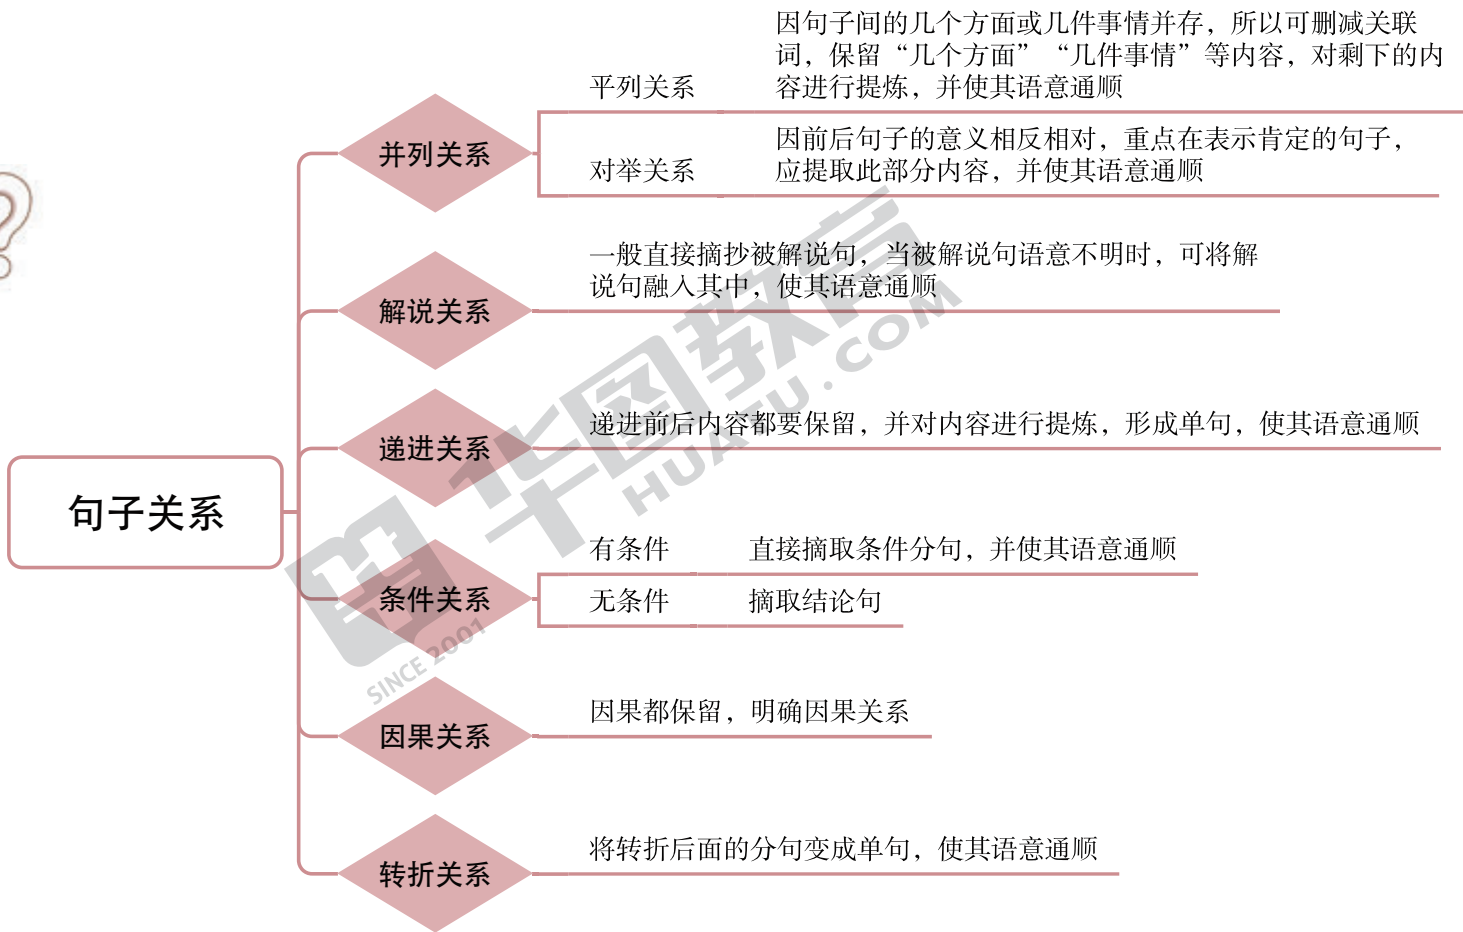 句子关系
并列关系
平列关系
因句子间的几个方面或几件事情并存，所以可删减关联
词，保留“几个方面”“几件事情”等内容，对剩下的内
容进行提炼，并使其语意通顺
对举关系
因前后句子的意义相反相对，重点在表示肯定的句子，
应提取此部分内容，并使其语意通顺
解说关系
一般直接摘抄被解说句，当被解说句语意不明时，可将解
说句融入其中，使其语意通顺
递进关系
递进前后内容都要保留，并对内容进行提炼，形成单句，使其语意通顺
条件关系
有条件
直接摘取条件分句，并使其语意通顺
无条件
摘取结论句
因果关系
因果都保留，明确因果关系
转折关系
将转折后面的分句变成单句，使其语意通顺
华图教育
HUATU.COM
SINCE 2001